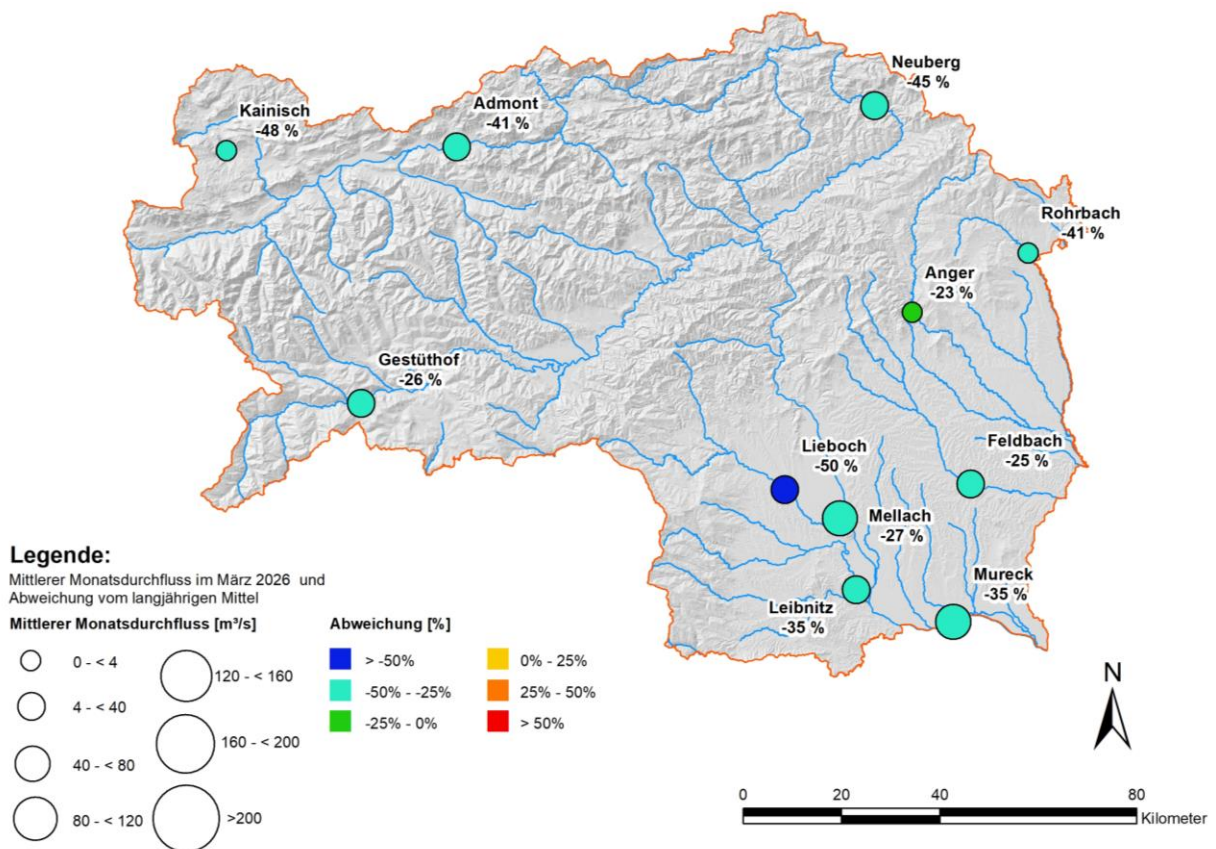 Neuberg
-45 %
Kainisch
-48 %
Admont
-41 %
Rohrbach
-41 %
Anger
-23 %
Gestüthof
-26 %
Lieboch
-50 %
Feldbach
-25 %
Mellach
-27 %
Mureck
-35 %
Leibnitz
-35 %
Legende:
Mittlerer Monatsdurchfluss im März 2026 und
Abweichung vom langjährigen Mittel
Mittlerer Monatsdurchfluss [m³/s]
0 - < 4
4 - < 40
40 - < 80
80 - < 120
120 - < 160
160 - < 200
>200
Abweichung [%]
> -50%
-50% - -25%
-25% - 0%
0% - 25%
25% - 50%
> 50%
N
0 20 40 80
Kilometer